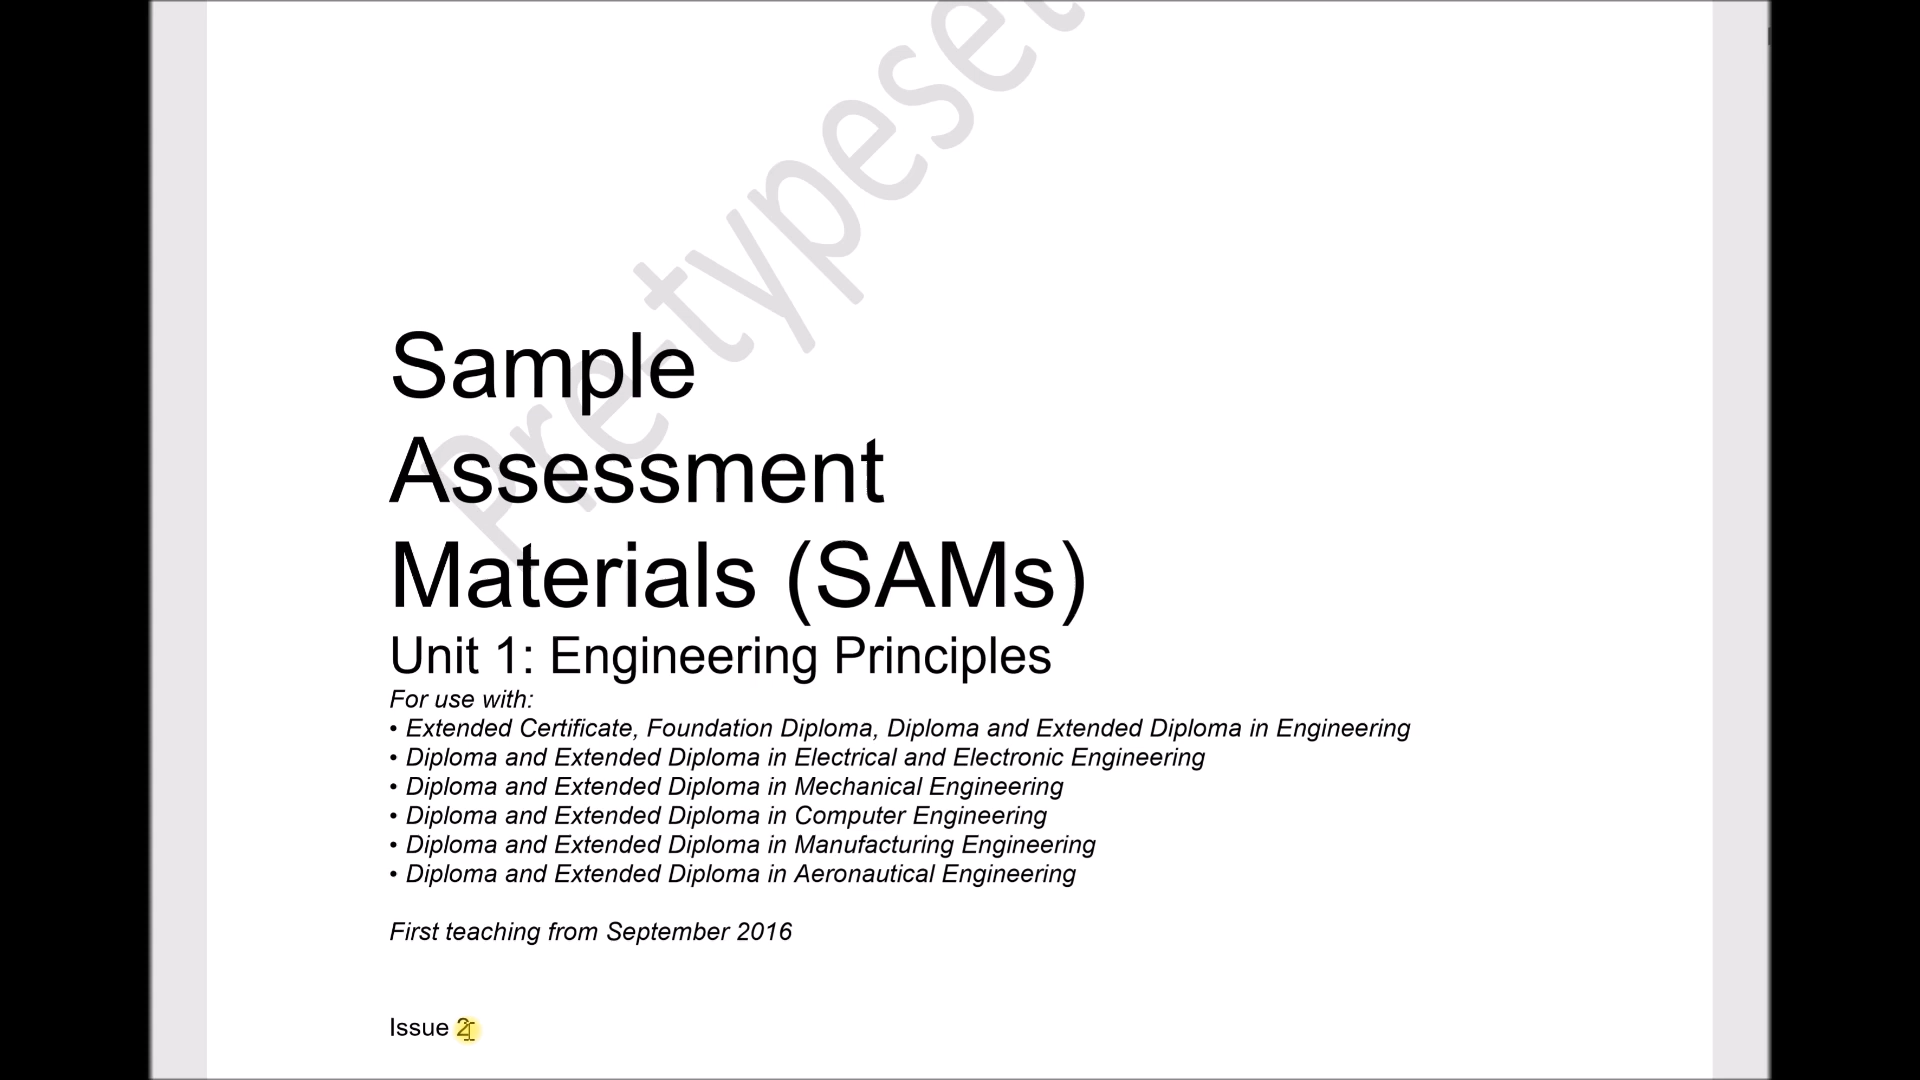 Pre-typeset
Sample
Assessment
Materials (SAMs)
Unit 1: Engineering Principles
For use with:
• Extended Certificate, Foundation Diploma, Diploma and Extended Diploma in Engineering
• Diploma and Extended Diploma in Electrical and Electronic Engineering
• Diploma and Extended Diploma in Mechanical Engineering
• Diploma and Extended Diploma in Computer Engineering
• Diploma and Extended Diploma in Manufacturing Engineering
• Diploma and Extended Diploma in Aeronautical Engineering
First teaching from September 2016
Issue 2